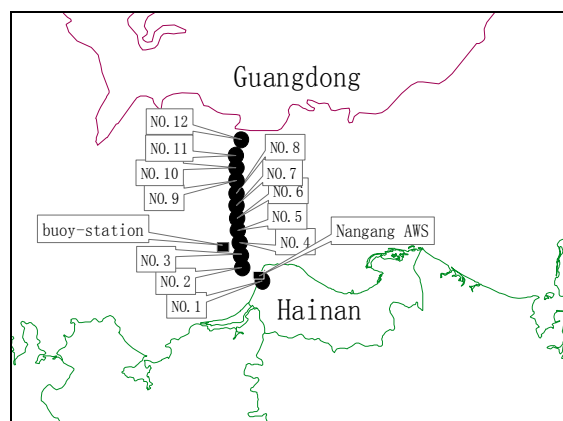 Guangdong
NO.12
NO.11
NO.8
NO.10
NO.7
NO.9
NO.6
NO.5
buoy-station
NO.4
Nangang AWS
NO.3
NO.2
NO.1
Hainan